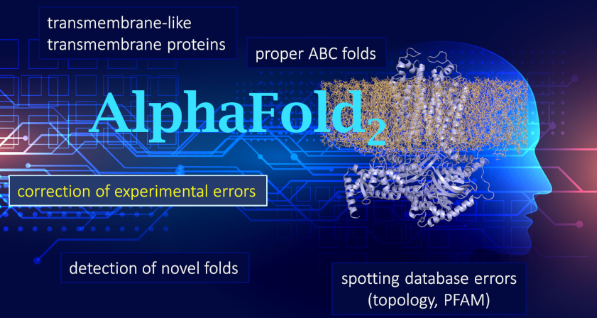 transmembrane-like
transmembrane proteins
proper ABC folds
AlphaFold2
correction of experimental errors
detection of novel folds
spotting database errors
(topology, PFAM)